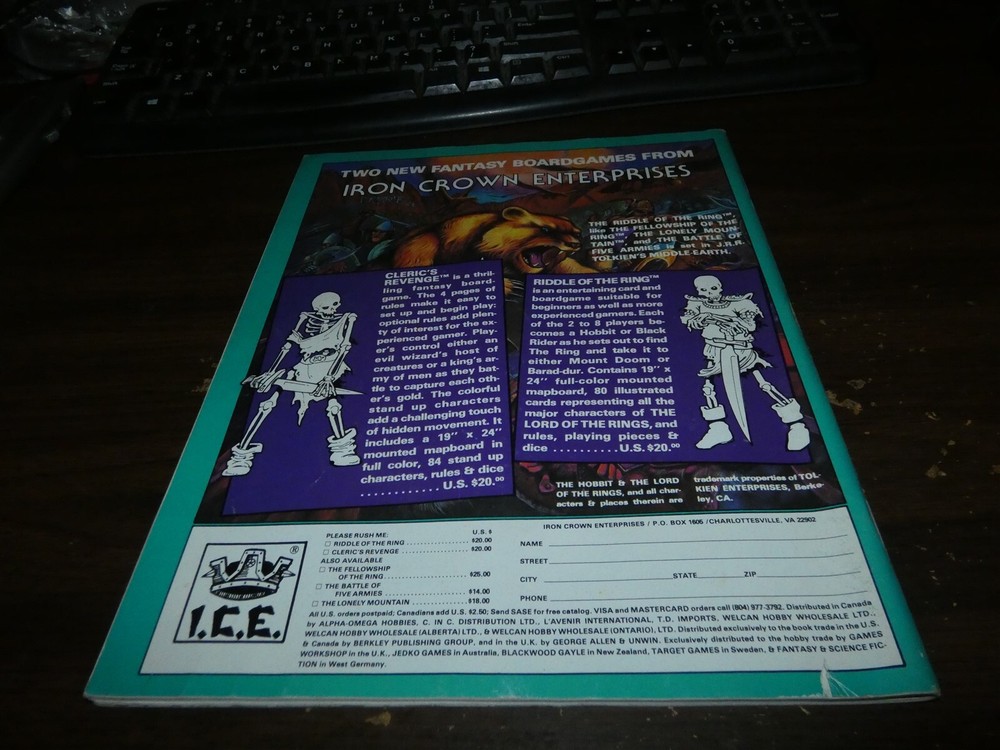 TWO NEW FANTASY BOARDGAMES FROM
IRON CROWN ENTERPRISES
THE RIDDLE OF THE RING™,
like THE FELLOWSHIP OF THE
RING™, THE LONELY MOUN-
TAIN™, and THE BATTLE OF
FIVE ARMIES is set in J.R.R.
TOLKIEN'S MIDDLE-EARTH.
CLERIC'S
REVENGE™ is a thril-
ling fantasy board-
game. The 4 pages of
rules make it easy to
set up and begin play;
optional rules add plen-
ty of interest for the ex-
perienced gamer. Play-
er's control either an
evil wizard's host of
creatures or a king's ar-
my of men as they bat-
tle to capture each oth-
er's gold. The colorful
stand up characters
add a challenging touch
of hidden movement. It
includes a 19" x 24"
mounted mapboard in
full color, 84 stand up
characters, rules & dice
............ U.S. $20.00
RIDDLE OF THE RING™
is an entertaining card and
boardgame suitable for
beginners as well as more
experienced gamers. Each
of the 2 to 8 players be-
comes a Hobbit or Black
Rider as he sets out to find
The Ring and take it to
either Mount Doom or
Barad-dur. Contains 19" x
24" full-color mounted
mapboard, 80 illustrated
cards representing all the
major characters of THE
LORD OF THE RINGS, and
rules, playing pieces &
dice .......... U.S. $20.00
THE HOBBIT & THE LORD
OF THE RINGS, and all char-
acters & places therein are
trademark properties of TOL-
KIEN ENTERPRISES, Berke-
ley, CA.
I.C.E.
®
PLEASE RUSH ME: U.S. $
□ RIDDLE OF THE RING .................... $20.00
□ CLERIC'S REVENGE .................... $20.00
ALSO AVAILABLE
□ THE FELLOWSHIP
OF THE RING .................... $25.00
□ THE BATTLE OF
FIVE ARMIES .................... $14.00
□ THE LONELY MOUNTAIN .............. $18.00
IRON CROWN ENTERPRISES / P.O. BOX 1605 / CHARLOTTESVILLE, VA 22902
NAME
STREET
CITY STATE ZIP
PHONE
All U.S. orders postpaid; Canadians add U.S. $2.50; Send SASE for free catalog. VISA and MASTERCARD orders call (804) 977-3792. Distributed in Canada
by ALPHA-OMEGA HOBBIES, C. IN C. DISTRIBUTION LTD., L'AVENIR INTERNATIONAL, T.D. IMPORTS, WELCAN HOBBY WHOLESALE LTD.,
WELCAN HOBBY WHOLESALE (ALBERTA) LTD., & WELCAN HOBBY WHOLESALE (ONTARIO), LTD. Distributed exclusively to the book trade in the U.S.
& Canada by BERKLEY PUBLISHING GROUP, and in the U.K. by GEORGE ALLEN & UNWIN. Exclusively distributed to the hobby trade by GAMES
WORKSHOP in the U.K., JEDKO GAMES in Australia, BLACKWOOD GAYLE in New Zealand, TARGET GAMES in Sweden, & FANTASY & SCIENCE FIC-
TION in West Germany.